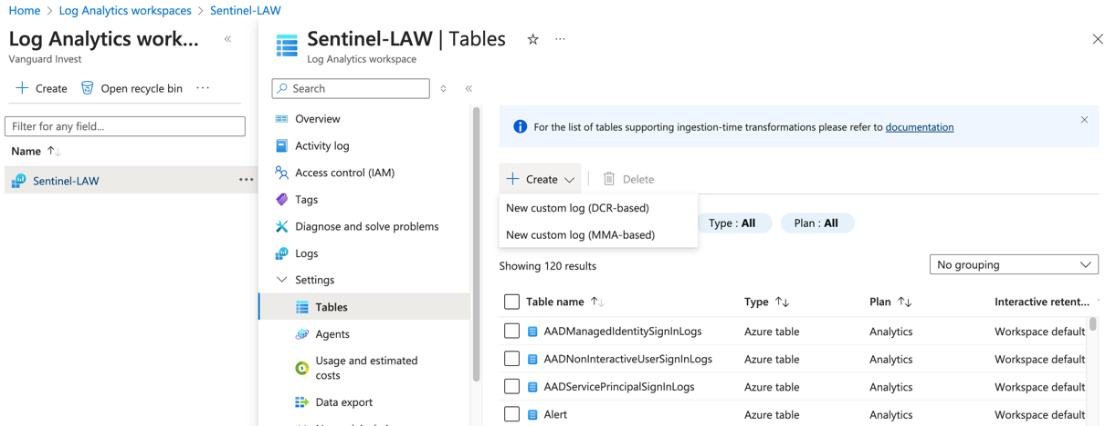 Home > Log Analytics workspaces > Sentinel-LAW >
Log Analytics work... «
Vanguard Invest
Create Open recycle bin ...
Filter for any field...
Name ↑↓
Sentinel-LAW ...
Sentinel-LAW | Tables ☆ ...
Log Analytics workspace
Search
Overview
Activity log
Access control (IAM)
Tags
Diagnose and solve problems
Logs
Settings
Tables
Agents
Usage and estimated
costs
Data export
For the list of tables supporting ingestion-time transformations please refer to documentation
Create Delete
New custom log (DCR-based)
New custom log (MMA-based)
Type : All Plan : All
Showing 120 results No grouping
Table name ↑ Type ↑↓ Plan ↑↓ Interactive retent...
AADManagedIdentitySignInLogs Azure table Analytics Workspace default
AADNonInteractiveUserSignInLogs Azure table Analytics Workspace default
AADServicePrincipalSignInLogs Azure table Analytics Workspace default
Alert Azure table Analytics Workspace default